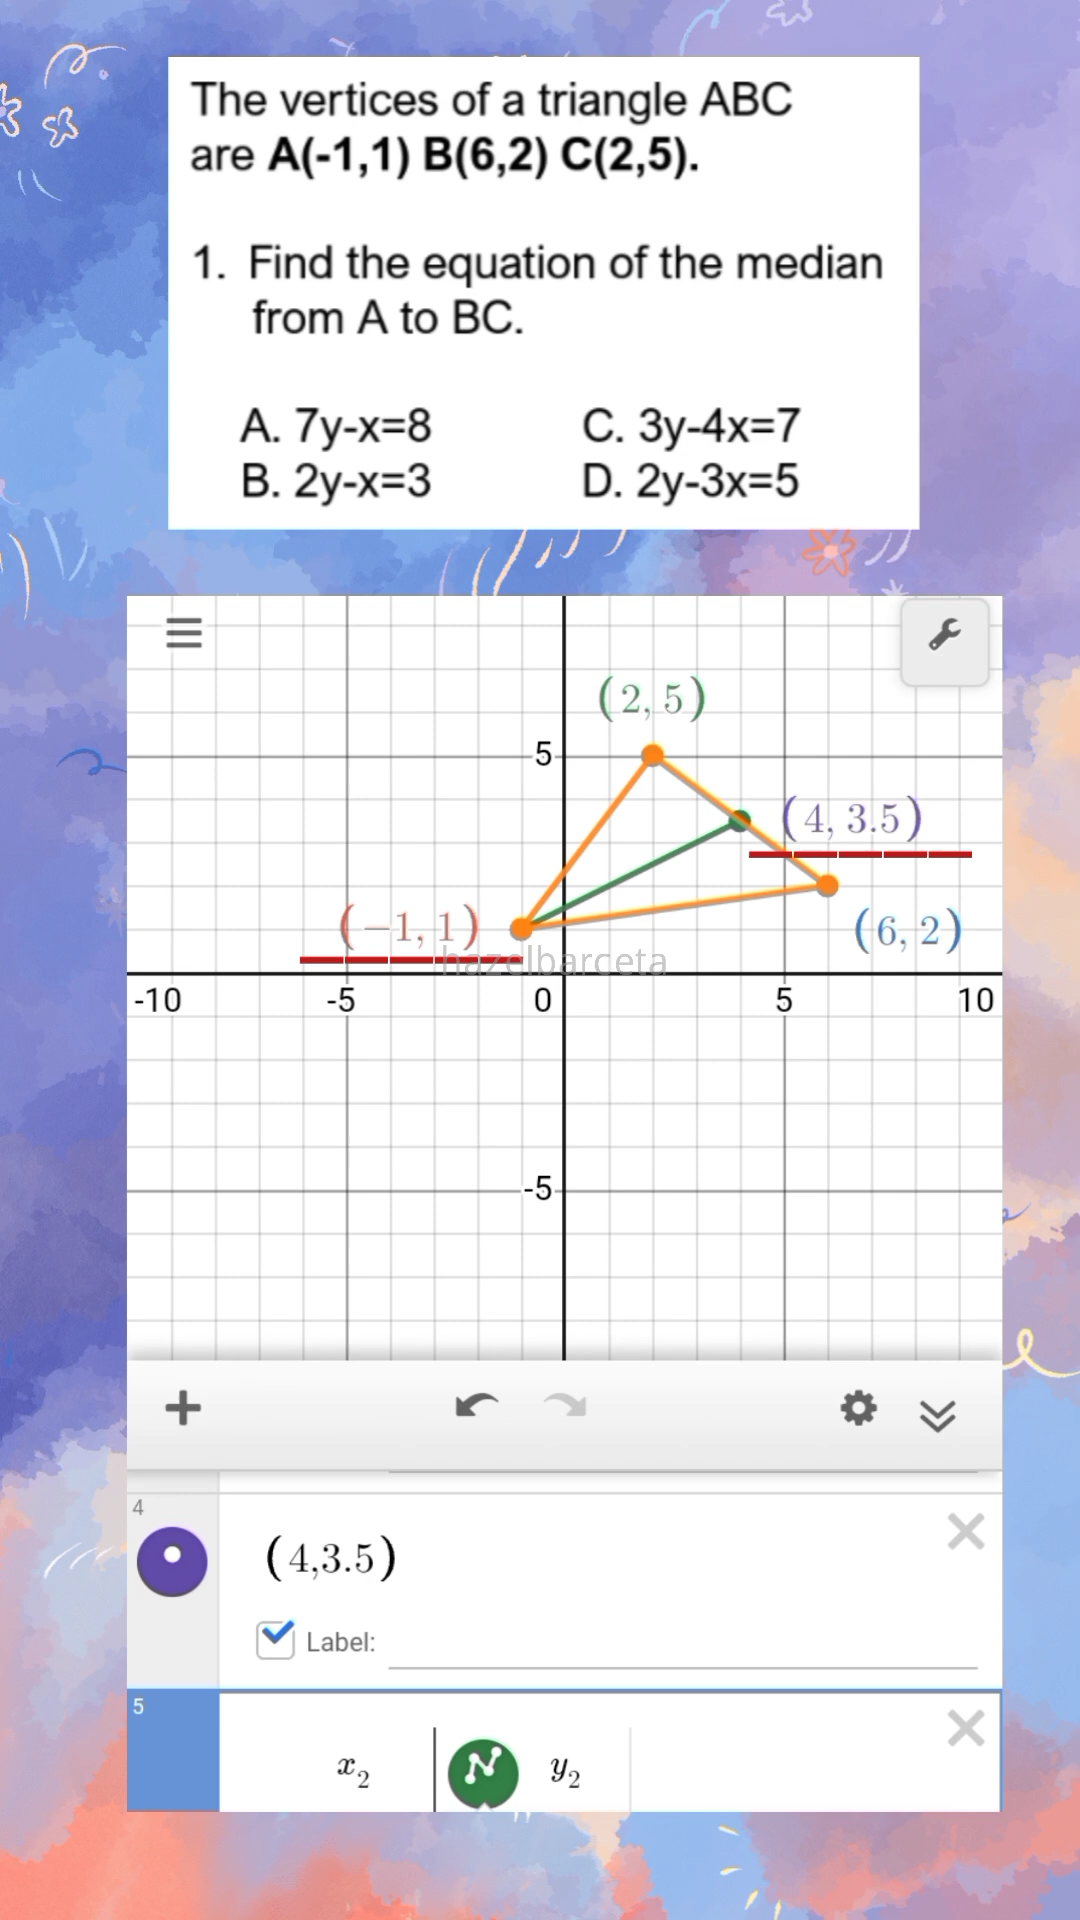 The vertices of a triangle ABC
are A(-1,1) B(6,2) C(2,5).
1. Find the equation of the median
from A to BC.
A. 7y-x=8 C. 3y-4x=7
B. 2y-x=3 D. 2y-3x=5
(2, 5)
5
(4, 3.5)
(−1, 1)
(6, 2)
hazelbarceta
-10 -5 0 5 10
-5
4
(4,3.5)
Label:
5
x₂ y₂